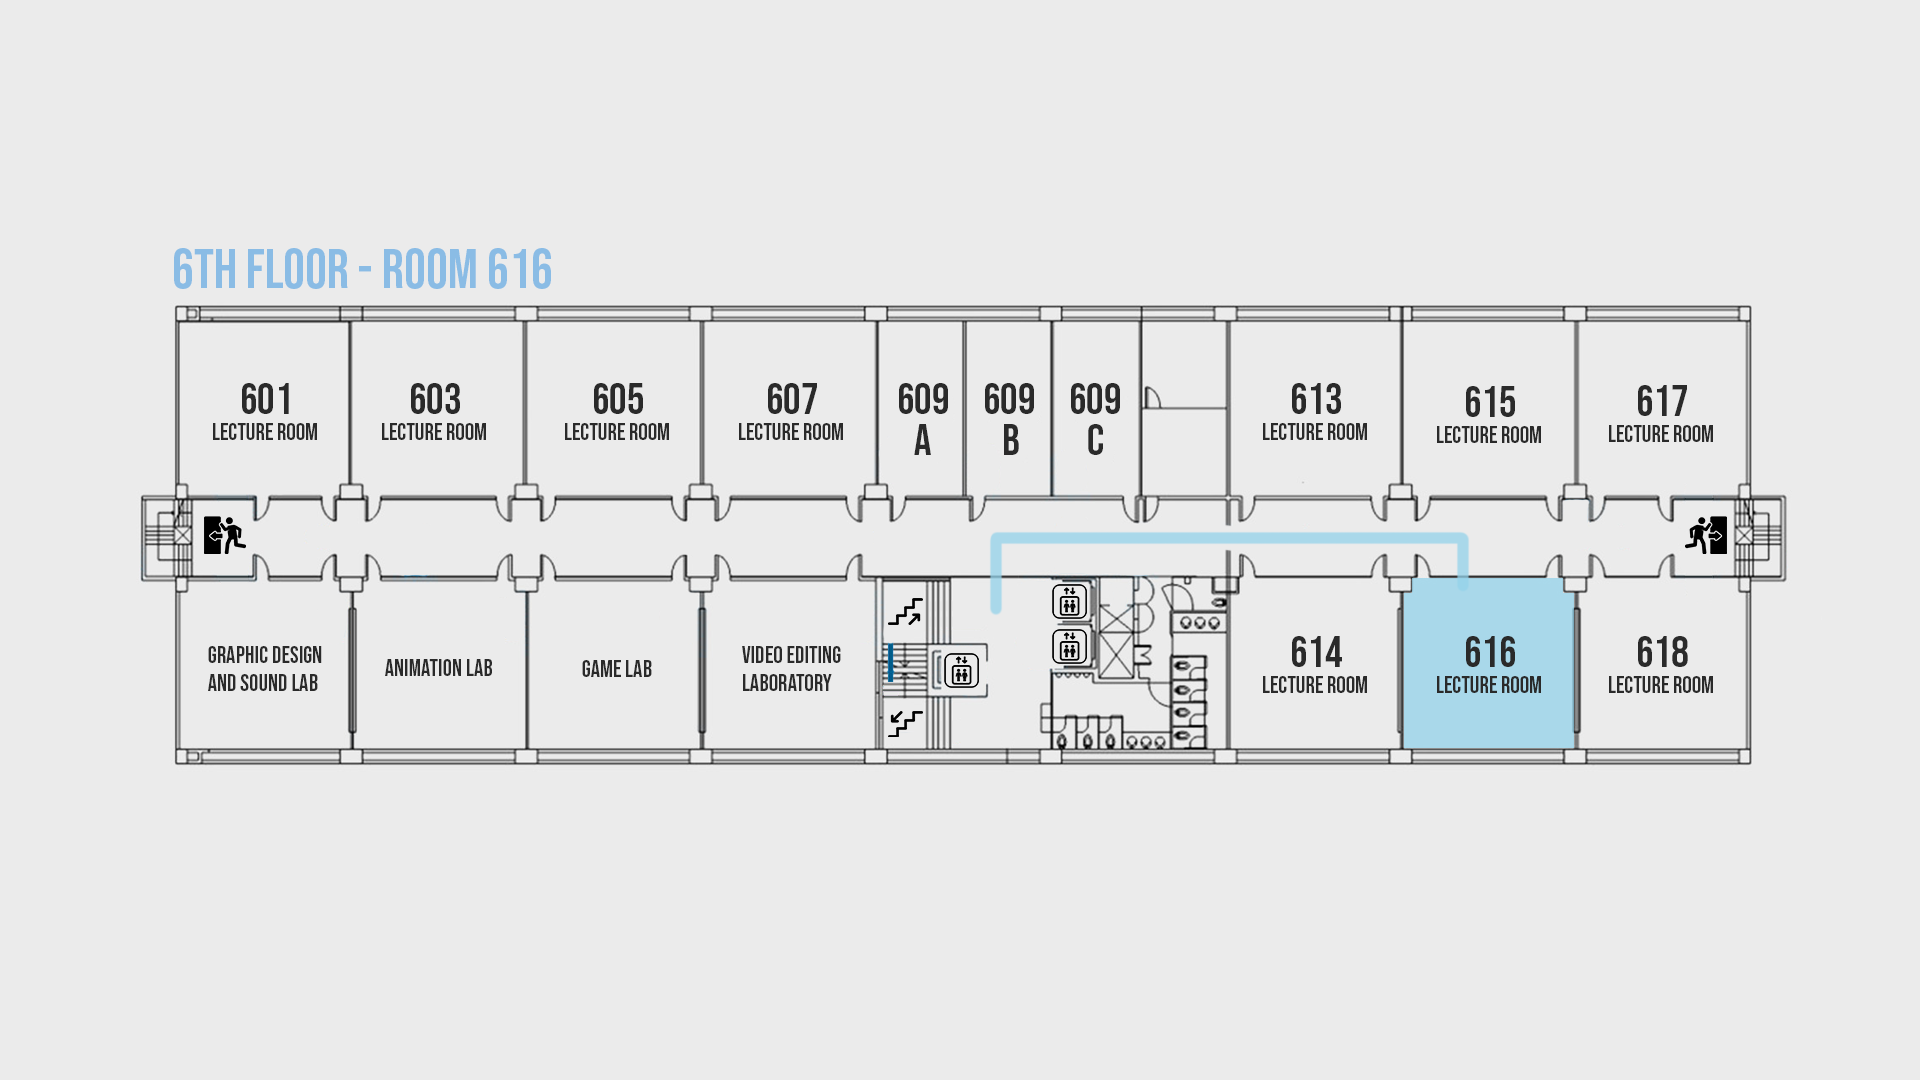 6TH FLOOR - ROOM 616
601
LECTURE ROOM
603
LECTURE ROOM
605
LECTURE ROOM
607
LECTURE ROOM
609
A
609
B
609
C
613
LECTURE ROOM
615
LECTURE ROOM
617
LECTURE ROOM
GRAPHIC DESIGN
AND SOUND LAB
ANIMATION LAB
GAME LAB
VIDEO EDITING
LABORATORY
614
LECTURE ROOM
616
LECTURE ROOM
618
LECTURE ROOM